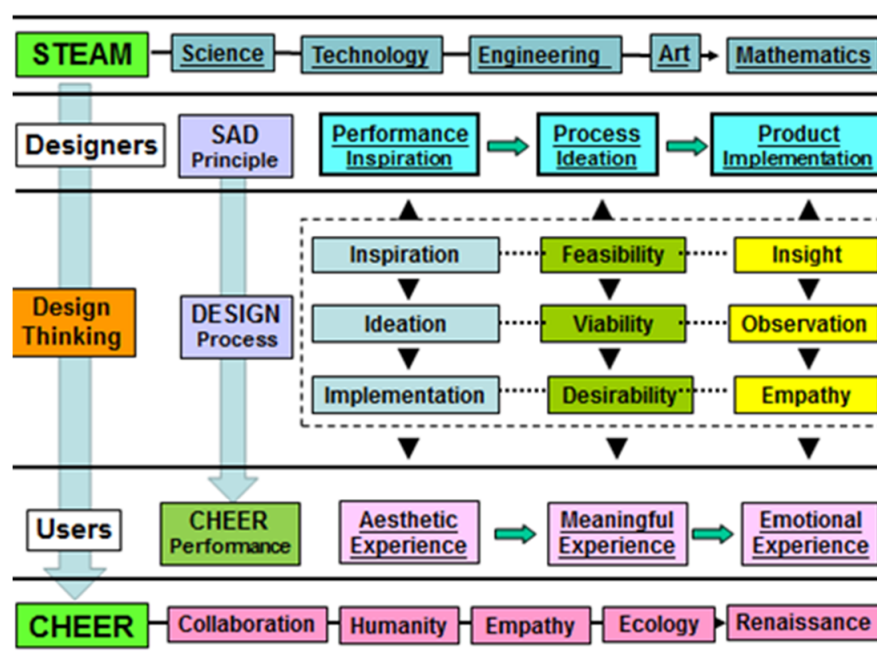 STEAM Science Technology Engineering Art Mathematics
Designers
SAD
Principle
Performance
Inspiration
Process
Ideation
Product
Implementation
Design
Thinking
DESIGN
Process
Inspiration Feasibility Insight
Ideation Viability Observation
Implementation Desirability Empathy
Users
CHEER
Performance
Aesthetic
Experience
Meaningful
Experience
Emotional
Experience
CHEER Collaboration Humanity Empathy Ecology Renaissance